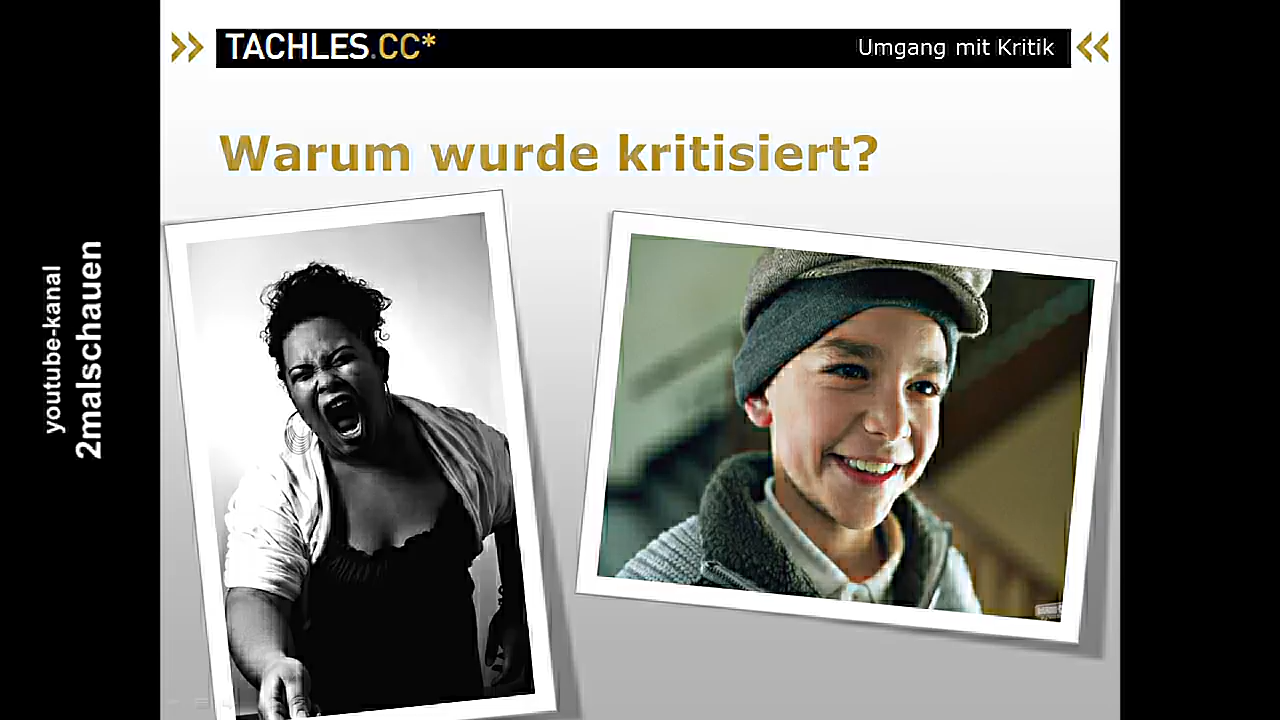 TACHLES.CC*
Umgang mit Kritik
Warum wurde kritisiert?
youtube-kanal
2malschauen